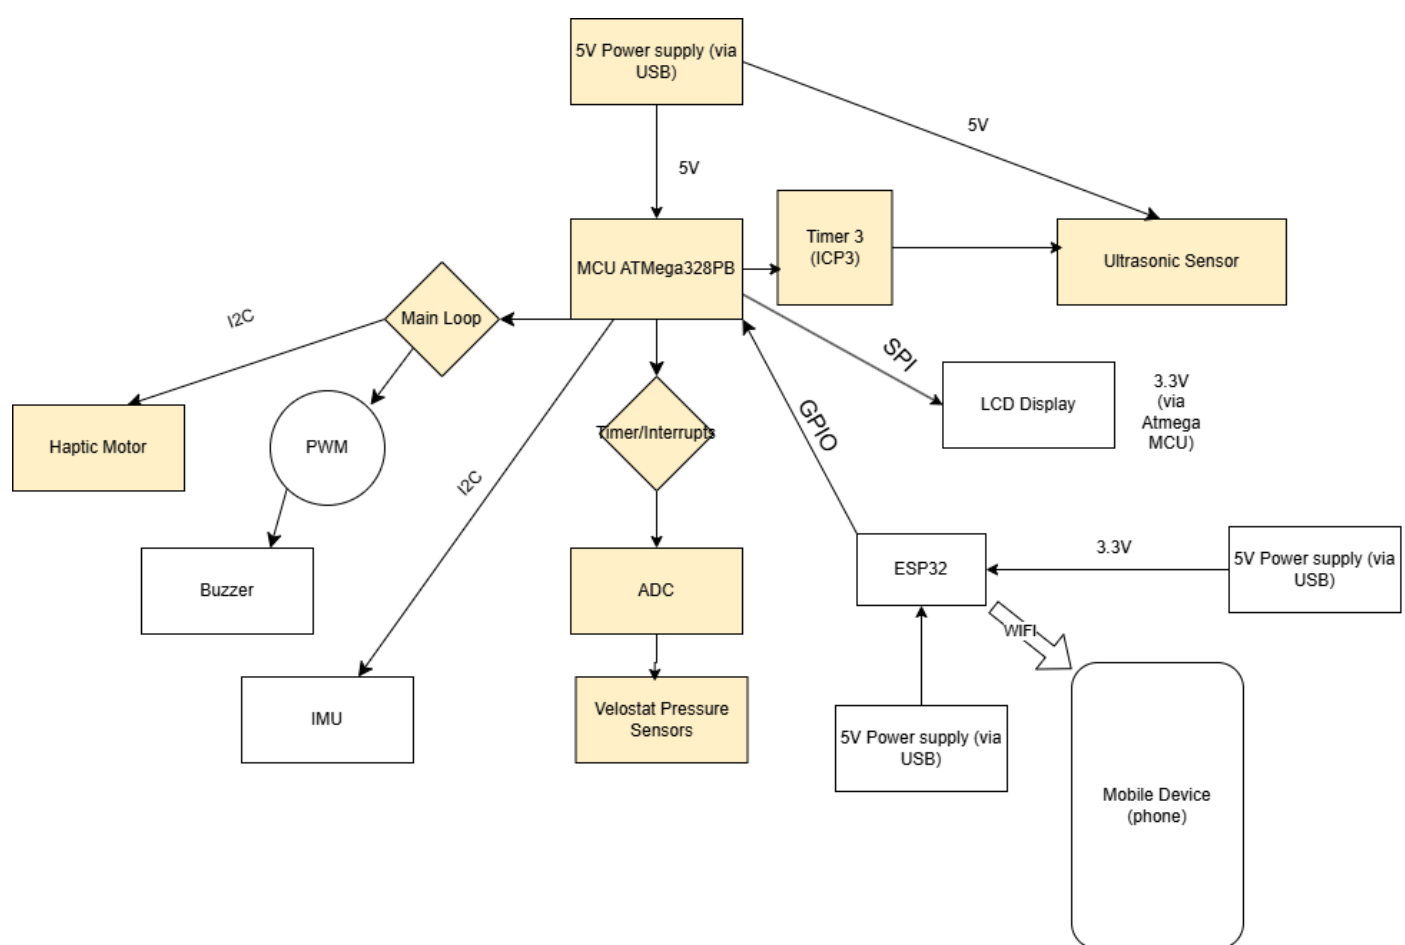 5V Power supply (via
USB)
5V
5V
Timer 3
(ICP3)
Ultrasonic Sensor
MCU ATMega328PB
I2C
Main Loop
SPI
LCD Display
3.3V
(via
Atmega
MCU)
Haptic Motor
PWM
Timer/Interrupts
GPIO
I2C
Buzzer
ADC
ESP32
3.3V
5V Power supply (via
USB)
WIFI
IMU
Velostat Pressure
Sensors
5V Power supply (via
USB)
Mobile Device
(phone)